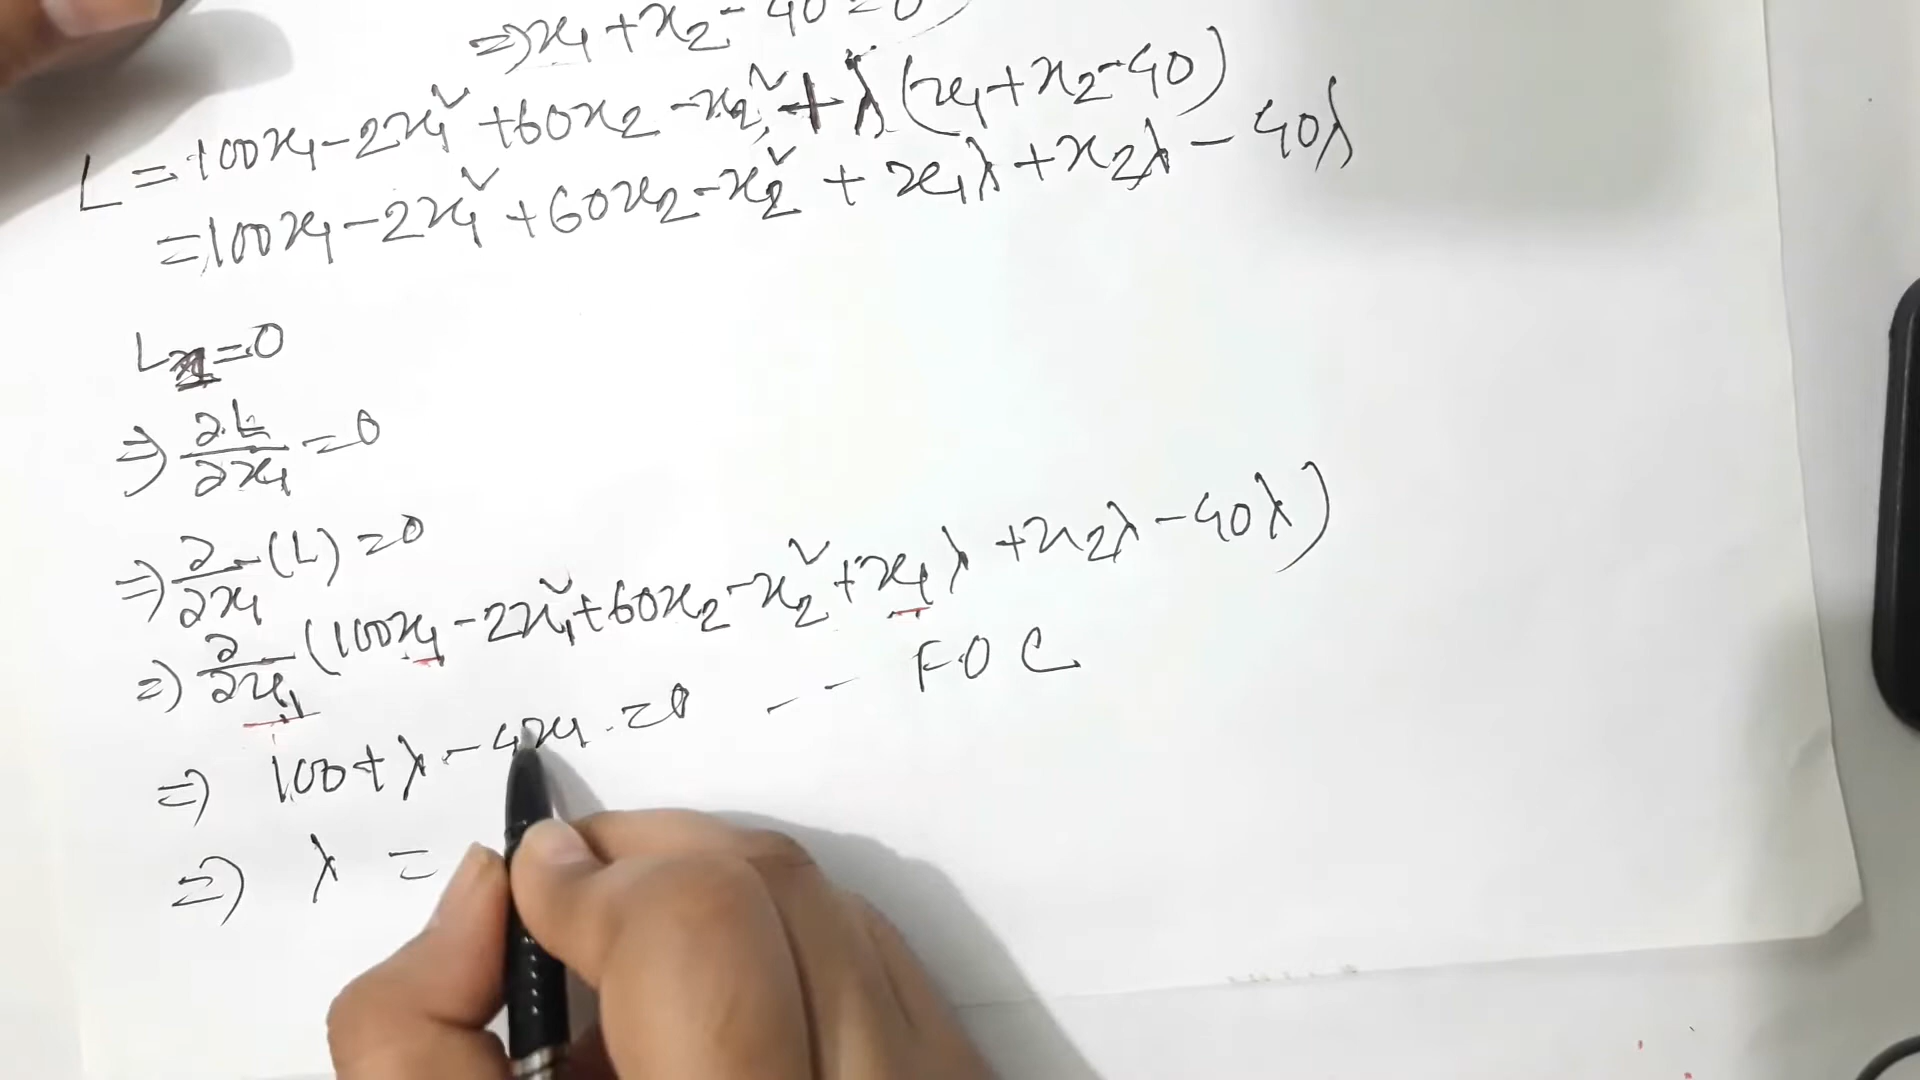 ⇒ x₁ + x₂ - 40 = 0)
L = 100x₁ - 2x₁² + 60x₂ - x₂² + λ(x₁ + x₂ - 40)
= 100x₁ - 2x₁² + 60x₂ - x₂² + x₁λ + x₂λ - 40λ
Lx₁ = 0
⇒ ∂L/∂x₁ = 0
⇒ ∂/∂x₁ (L) = 0
⇒ ∂/∂x₁ (100x₁ - 2x₁² + 60x₂ - x₂² + x₁λ + x₂λ - 40λ)
⇒ 100 + λ - 4x₁ = 0 -- FOC
⇒ λ =